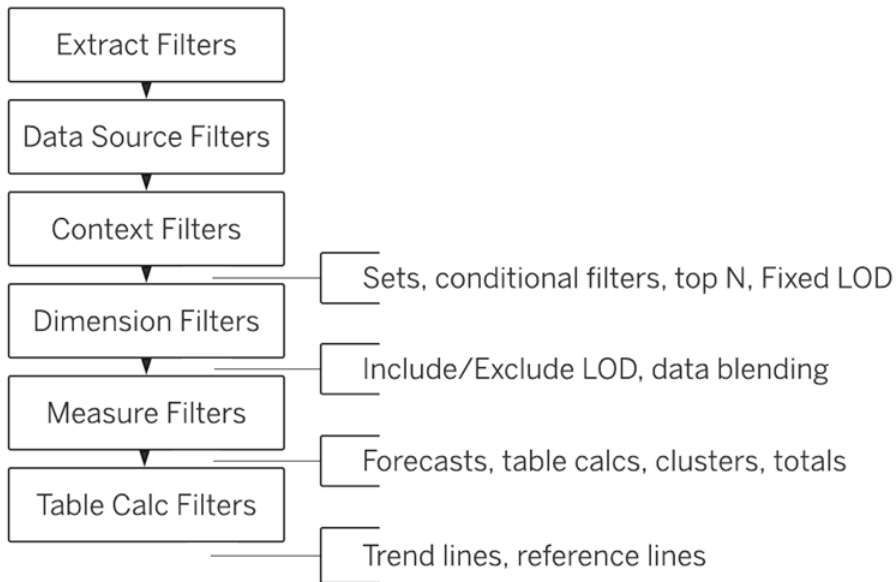 Extract Filters
Data Source Filters
Context Filters
Sets, conditional filters, top N, Fixed LOD
Dimension Filters
Include/Exclude LOD, data blending
Measure Filters
Forecasts, table calcs, clusters, totals
Table Calc Filters
Trend lines, reference lines